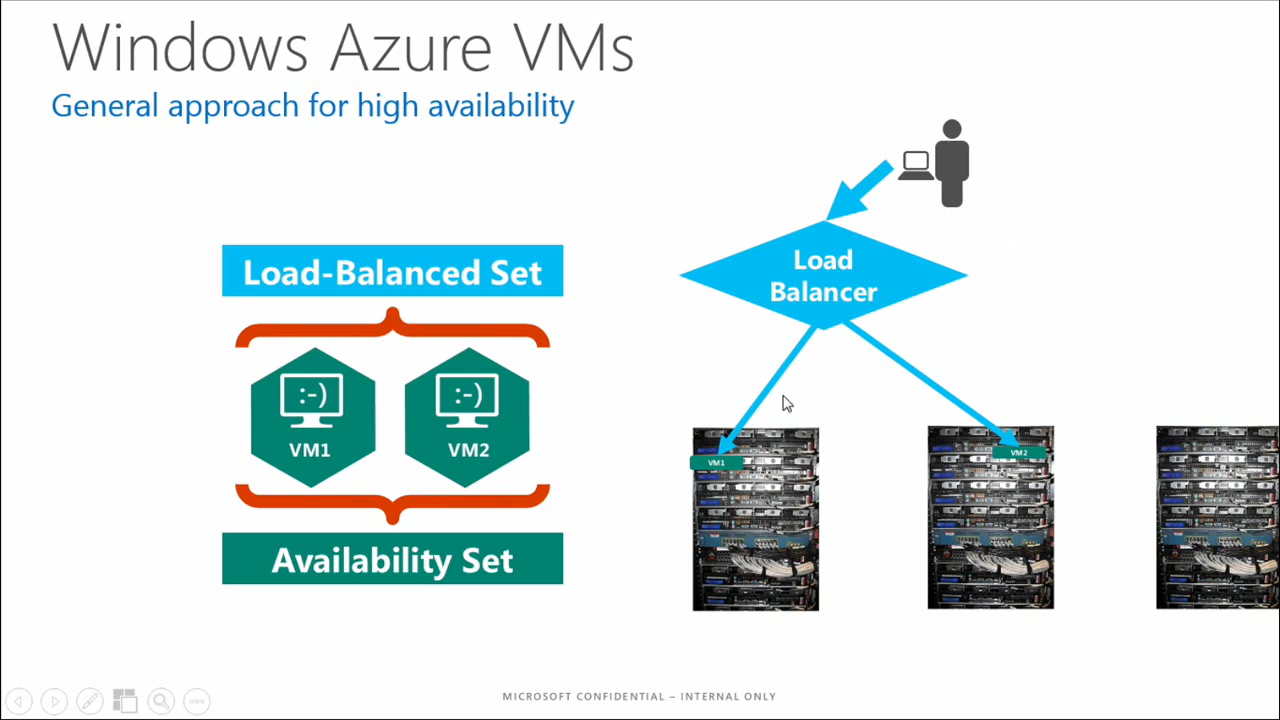 Windows Azure VMs
General approach for high availability
Load-Balanced Set
:-)
:-)
VM1
VM2
Availability Set
Load
Balancer
VM1
VM2
MICROSOFT CONFIDENTIAL – INTERNAL ONLY